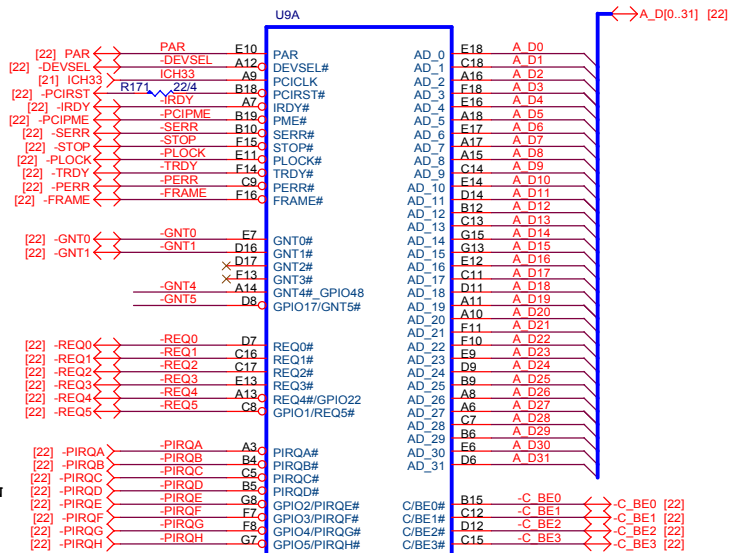 U9A
A_D[0..31] [22]
[22] PAR PAR E10 PAR AD_0 E18 A_D0
[22] -DEVSEL -DEVSEL A12 DEVSEL# AD_1 C18 A_D1
[21] ICH33 ICH33 A9 PCICLK AD_2 A16 A_D2
[22] -PCIRST R171 22/4 B18 PCIRST# AD_3 F18 A_D3
[22] -IRDY -IRDY A7 IRDY# AD_4 E16 A_D4
[22] -PCIPME -PCIPME B19 PME# AD_5 A18 A_D5
[22] -SERR -SERR B10 SERR# AD_6 E17 A_D6
[22] -STOP -STOP F15 STOP# AD_7 A17 A_D7
[22] -PLOCK -PLOCK E11 PLOCK# AD_8 A15 A_D8
[22] -TRDY -TRDY F14 TRDY# AD_9 C14 A_D9
[22] -PERR -PERR C9 PERR# AD_10 E14 A_D10
[22] -FRAME -FRAME F16 FRAME# AD_11 D14 A_D11
AD_12 B12 A_D12
AD_13 C13 A_D13
[22] -GNT0 -GNT0 E7 GNT0# AD_14 G15 A_D14
[22] -GNT1 -GNT1 D16 GNT1# AD_15 G13 A_D15
D17 GNT2# AD_16 E12 A_D16
F13 GNT3# AD_17 C11 A_D17
-GNT4 A14 GNT4#_GPIO48 AD_18 D11 A_D18
-GNT5 D8 GPIO17/GNT5# AD_19 A11 A_D19
AD_20 A10 A_D20
AD_21 F11 A_D21
[22] -REQ0 -REQ0 D7 REQ0# AD_22 F10 A_D22
[22] -REQ1 -REQ1 C16 REQ1# AD_23 E9 A_D23
[22] -REQ2 -REQ2 C17 REQ2# AD_24 D9 A_D24
[22] -REQ3 -REQ3 E13 REQ3# AD_25 B9 A_D25
[22] -REQ4 -REQ4 A13 REQ4#/GPIO22 AD_26 A8 A_D26
[22] -REQ5 -REQ5 C8 GPIO1/REQ5# AD_27 A6 A_D27
AD_28 C7 A_D28
AD_29 B6 A_D29
[22] -PIRQA -PIRQA A3 PIRQA# AD_30 E6 A_D30
[22] -PIRQB -PIRQB B4 PIRQB# AD_31 D6 A_D31
[22] -PIRQC -PIRQC C5 PIRQC#
[22] -PIRQD -PIRQD B5 PIRQD#
[22] -PIRQE -PIRQE G8 GPIO2/PIRQE# C/BE0# B15 -C_BE0 -C_BE0 [22]
[22] -PIRQF -PIRQF F7 GPIO3/PIRQF# C/BE1# C12 -C_BE1 -C_BE1 [22]
[22] -PIRQG -PIRQG F8 GPIO4/PIRQG# C/BE2# D12 -C_BE2 -C_BE2 [22]
[22] -PIRQH -PIRQH G7 GPIO5/PIRQH# C/BE3# C15 -C_BE3 -C_BE3 [22]